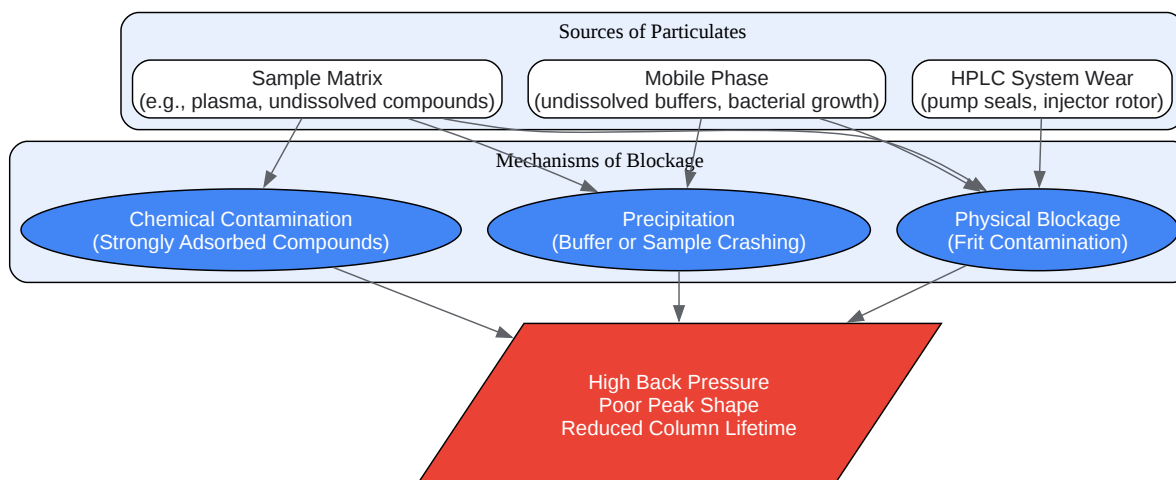 Sources of Particulates
Sample Matrix
(e.g., plasma, undissolved compounds)
Mobile Phase
(undissolved buffers, bacterial growth)
HPLC System Wear
(pump seals, injector rotor)
Mechanisms of Blockage
Chemical Contamination
(Strongly Adsorbed Compounds)
Precipitation
(Buffer or Sample Crashing)
Physical Blockage
(Frit Contamination)
High Back Pressure
Poor Peak Shape
Reduced Column Lifetime